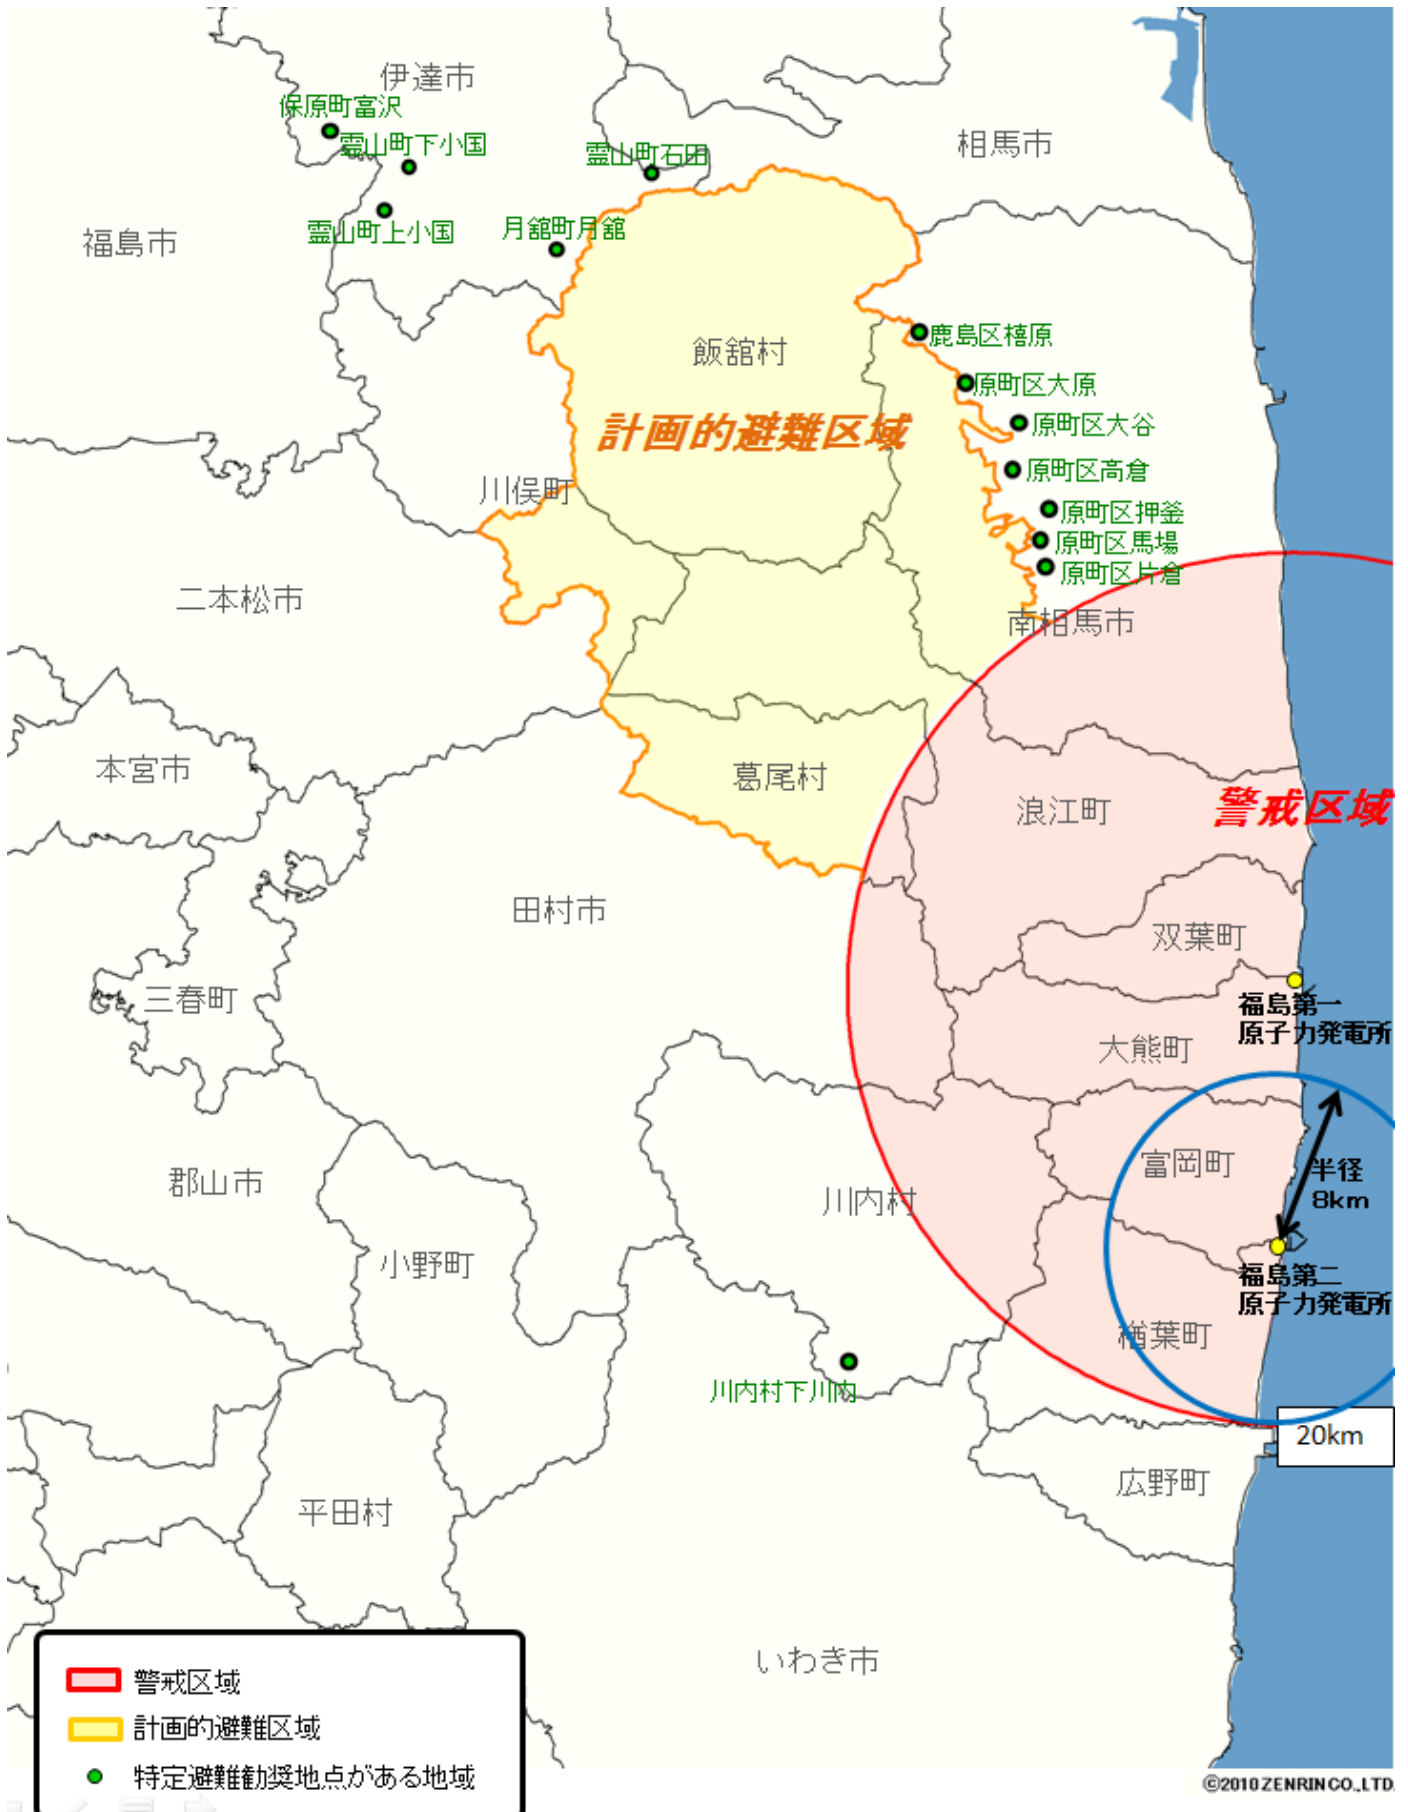 伊達市
保原町富沢
霊山町下小国
霊山町石田
相馬市
霊山町上小国
月舘町月舘
福島市
鹿島区橲原
飯舘村
原町区大原
計画的避難区域
原町区大谷
原町区高倉
川俣町
原町区押釜
原町区馬場
原町区片倉
二本松市
南相馬市
本宮市
葛尾村
浪江町
警戒区域
田村市
双葉町
三春町
福島第一
原子力発電所
大熊町
富岡町
半径
8km
郡山市
川内村
小野町
福島第二
原子力発電所
楢葉町
川内村下川内
20km
広野町
平田村
いわき市
警戒区域
計画的避難区域
特定避難勧奨地点がある地域
©2010 ZENRIN CO., LTD.